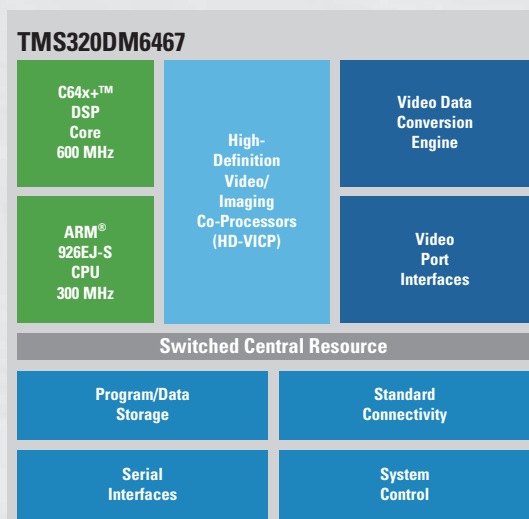 TMS320DM6467
C64x+™
DSP
Core
600 MHz
ARM®
926EJ-S
CPU
300 MHz
High-
Definition
Video/
Imaging
Co-Processors
(HD-VICP)
Video Data
Conversion
Engine
Video
Port
Interfaces
Switched Central Resource
Program/Data
Storage
Standard
Connectivity
Serial
Interfaces
System
Control